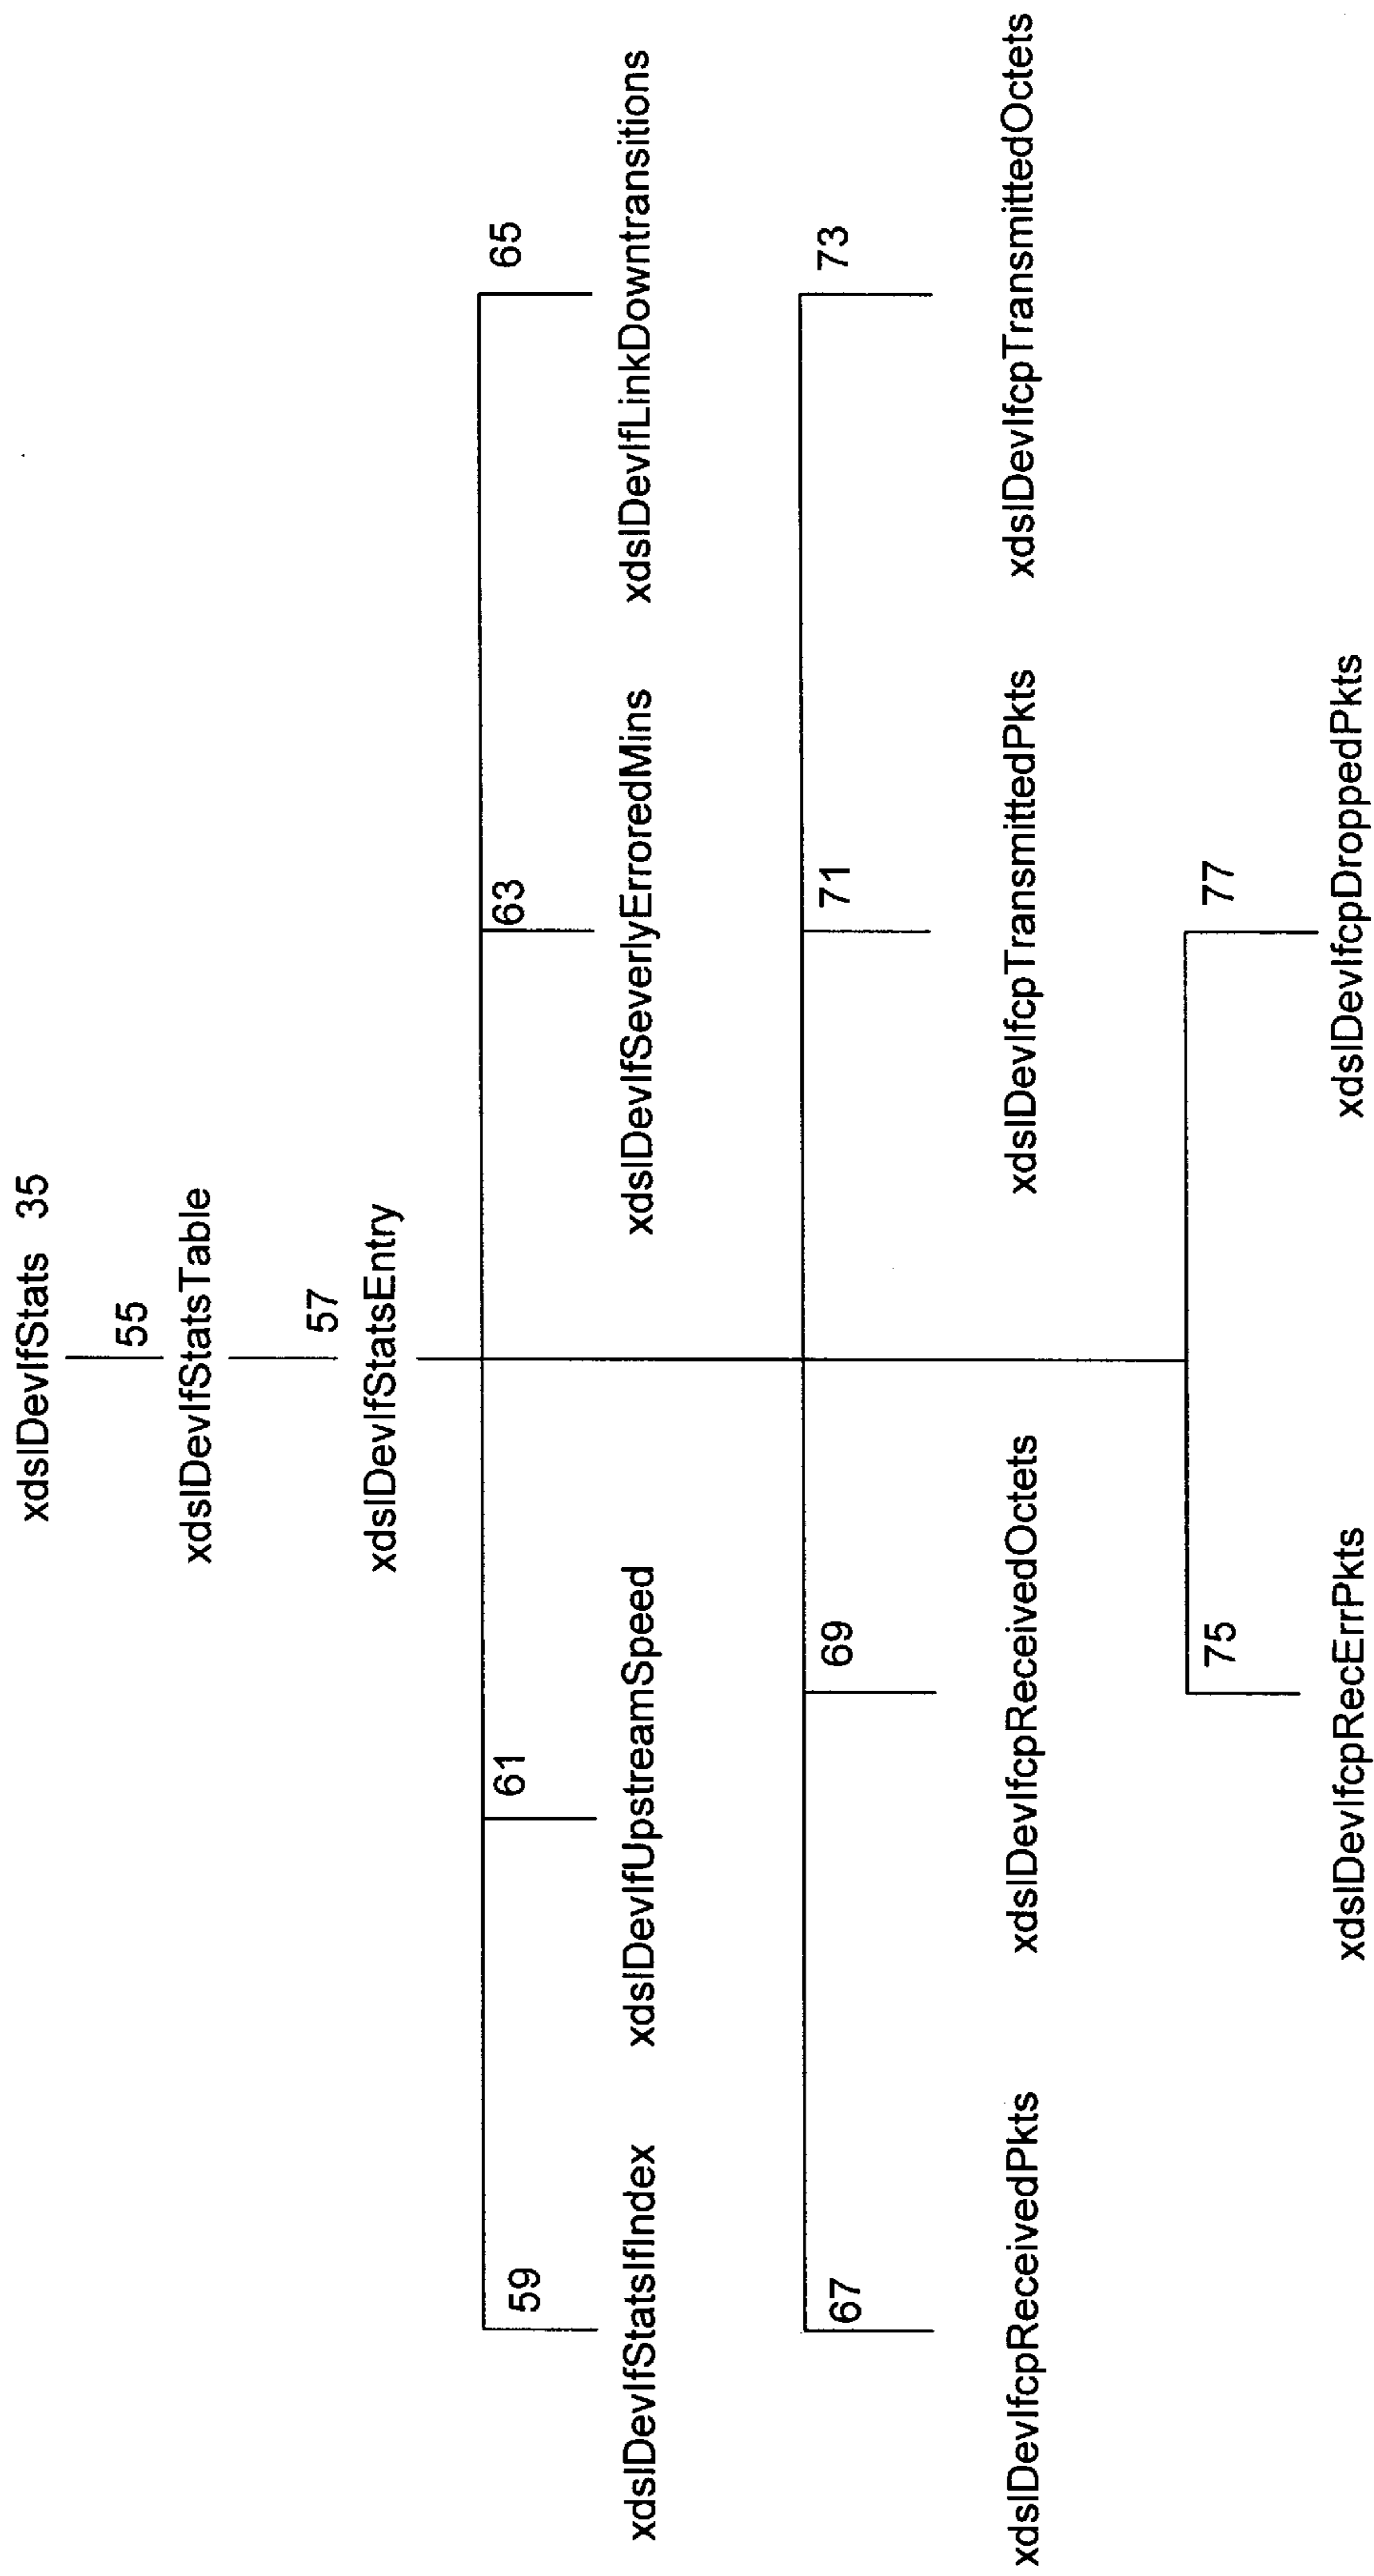 xdslDevIfStats 35
55
xdslDevIfStatsTable
57
xdslDevIfStatsEntry
59 61 63 65
xdslDevIfStatsIfIndex xdslDevIfUpstreamSpeed xdslDevIfSeverlyErroredMins xdslDevIfLinkDowntransitions
67 69 71 73
xdslDevIfcpReceivedPkts xdslDevIfcpReceivedOctets xdslDevIfcpTransmittedPkts xdslDevIfcpTransmittedOctets
75 77
xdslDevIfcpRecErrPkts xdslDevIfcpDroppedPkts